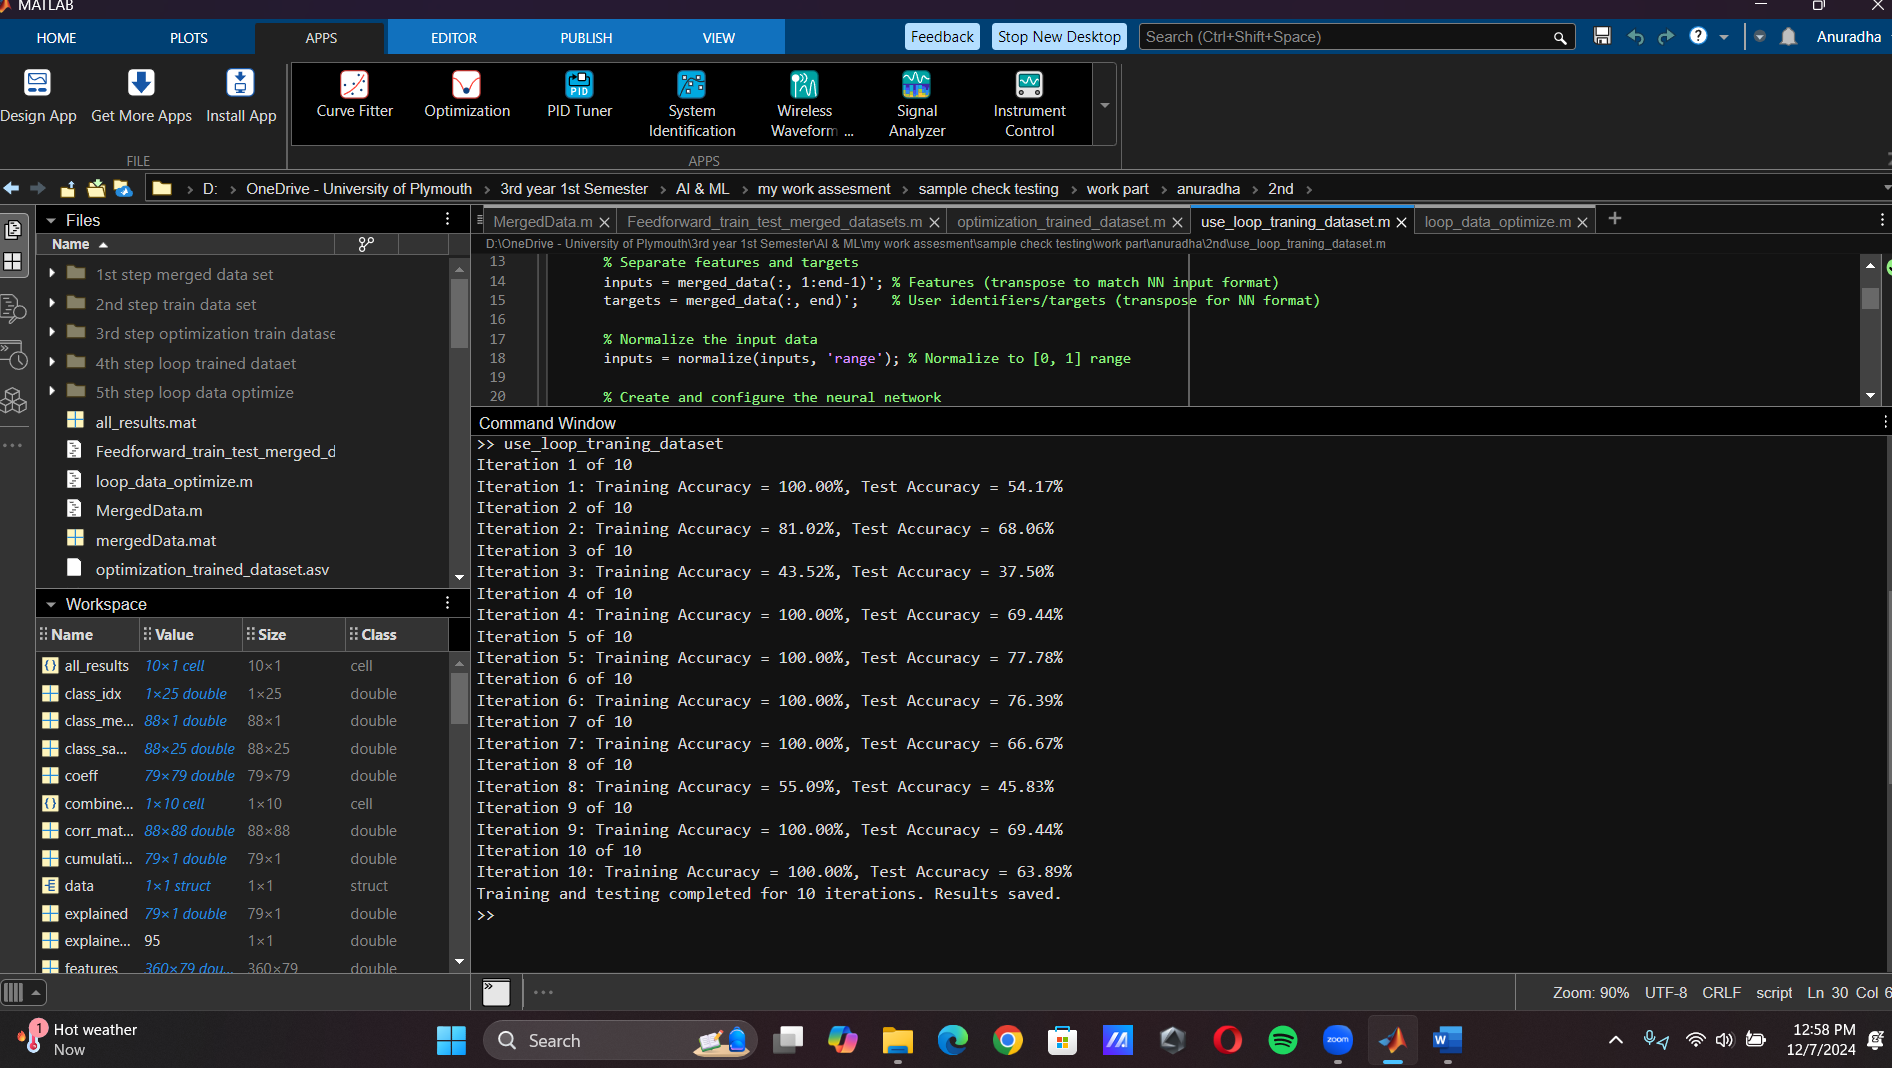 MATLAB
HOME
PLOTS
APPS
EDITOR
PUBLISH
VIEW
Feedback
Stop New Desktop
Search (Ctrl+Shift+Space)
Anuradha
Design App
Get More Apps
Install App
Curve Fitter
Optimization
PID Tuner
System Identification
Wireless Waveform ...
Signal Analyzer
Instrument Control
FILE
APPS
D: › OneDrive - University of Plymouth › 3rd year 1st Semester › AI & ML › my work assesment › sample check testing › work part › anuradha › 2nd ›
Files
Name
1st step merged data set
2nd step train data set
3rd step optimization train datase
4th step loop trained dataet
5th step loop data optimize
all_results.mat
Feedforward_train_test_merged_d
loop_data_optimize.m
MergedData.m
mergedData.mat
optimization_trained_dataset.asv
Workspace
Name Value Size Class
all_results 10×1 cell 10×1 cell
class_idx 1×25 double 1×25 double
class_me... 88×1 double 88×1 double
class_sa... 88×25 double 88×25 double
coeff 79×79 double 79×79 double
combine... 1×10 cell 1×10 cell
corr_mat... 88×88 double 88×88 double
cumulati... 79×1 double 79×1 double
data 1×1 struct 1×1 struct
explained 79×1 double 79×1 double
explaine... 95 1×1 double
features 360×79 dou... 360×79 double
MergedData.m
Feedforward_train_test_merged_datasets.m
optimization_trained_dataset.m
use_loop_traning_dataset.m
loop_data_optimize.m
D:\OneDrive - University of Plymouth\3rd year 1st Semester\AI & ML\my work assesment\sample check testing\work part\anuradha\2nd\use_loop_traning_dataset.m
13 % Separate features and targets
14 inputs = merged_data(:, 1:end-1)'; % Features (transpose to match NN input format)
15 targets = merged_data(:, end)'; % User identifiers/targets (transpose for NN format)
16
17 % Normalize the input data
18 inputs = normalize(inputs, 'range'); % Normalize to [0, 1] range
19
20 % Create and configure the neural network
Command Window
>> use_loop_traning_dataset
Iteration 1 of 10
Iteration 1: Training Accuracy = 100.00%, Test Accuracy = 54.17%
Iteration 2 of 10
Iteration 2: Training Accuracy = 81.02%, Test Accuracy = 68.06%
Iteration 3 of 10
Iteration 3: Training Accuracy = 43.52%, Test Accuracy = 37.50%
Iteration 4 of 10
Iteration 4: Training Accuracy = 100.00%, Test Accuracy = 69.44%
Iteration 5 of 10
Iteration 5: Training Accuracy = 100.00%, Test Accuracy = 77.78%
Iteration 6 of 10
Iteration 6: Training Accuracy = 100.00%, Test Accuracy = 76.39%
Iteration 7 of 10
Iteration 7: Training Accuracy = 100.00%, Test Accuracy = 66.67%
Iteration 8 of 10
Iteration 8: Training Accuracy = 55.09%, Test Accuracy = 45.83%
Iteration 9 of 10
Iteration 9: Training Accuracy = 100.00%, Test Accuracy = 69.44%
Iteration 10 of 10
Iteration 10: Training Accuracy = 100.00%, Test Accuracy = 63.89%
Training and testing completed for 10 iterations. Results saved.
>>
Zoom: 90% UTF-8 CRLF script Ln 30 Col 6
1
Hot weather
Now
Search
zoom
12:58 PM
12/7/2024